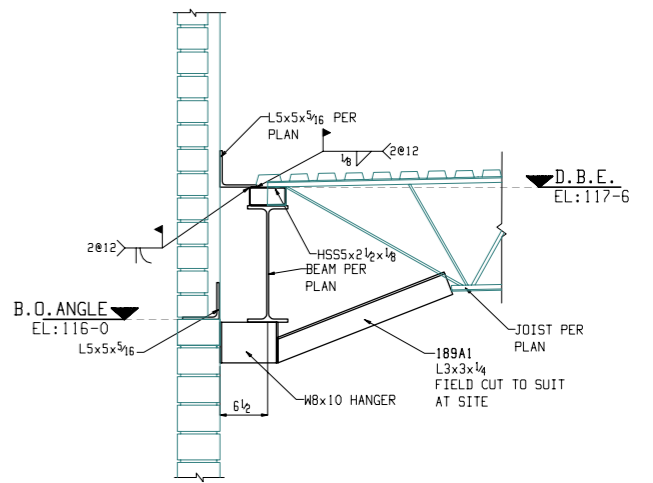 L5x5x5⁄16 PER
PLAN
1⁄8
2@12
D.B.E.
EL:117-6
2@12
HSS5x2 1⁄2x1⁄8
BEAM PER
PLAN
B.O.ANGLE
EL:116-0
L5x5x5⁄16
JOIST PER
PLAN
189A1
L3x3x1⁄4
FIELD CUT TO SUIT
AT SITE
W8x10 HANGER
6 1⁄2